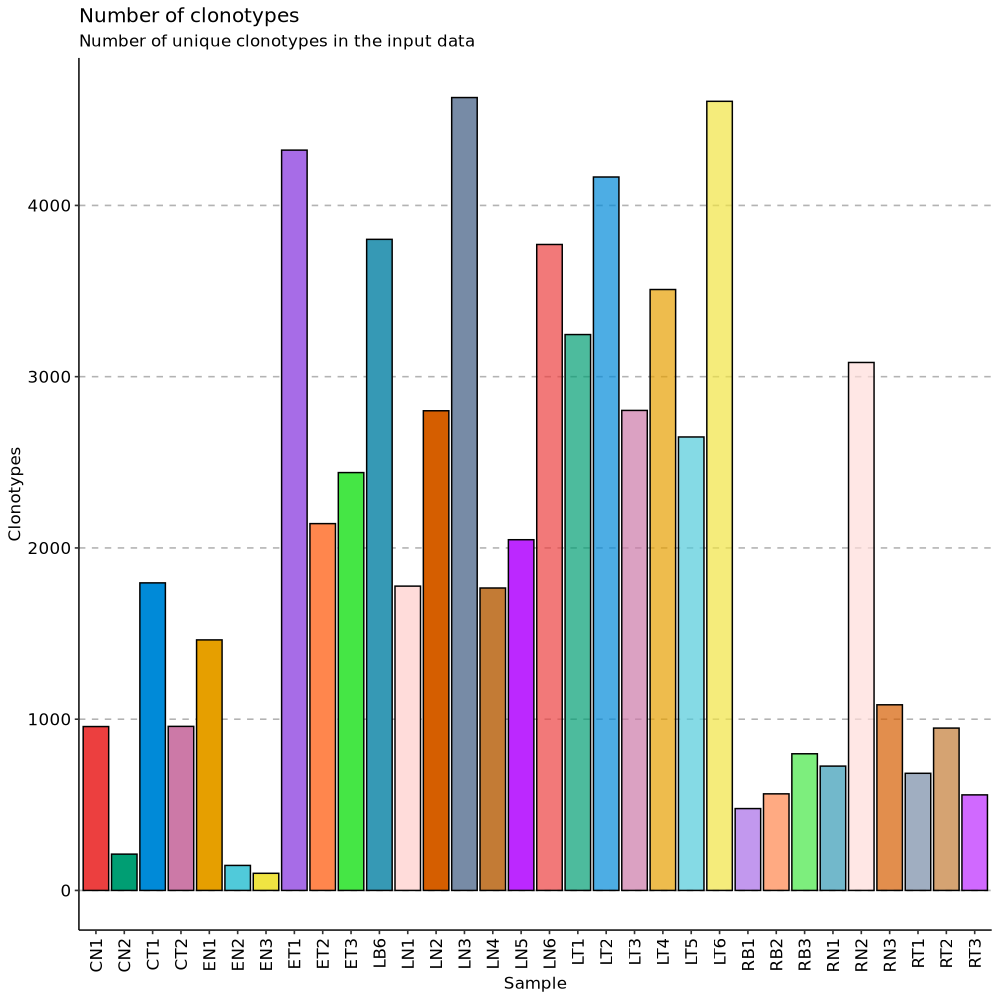 Number of clonotypes
Number of unique clonotypes in the input data
Clonotypes
4000
3000
2000
1000
0
CN1 CN2 CT1 CT2 EN1 EN2 EN3 ET1 ET2 ET3 LB6 LN1 LN2 LN3 LN4 LN5 LN6 LT1 LT2 LT3 LT4 LT5 LT6 RB1 RB2 RB3 RN1 RN2 RN3 RT1 RT2 RT3
Sample